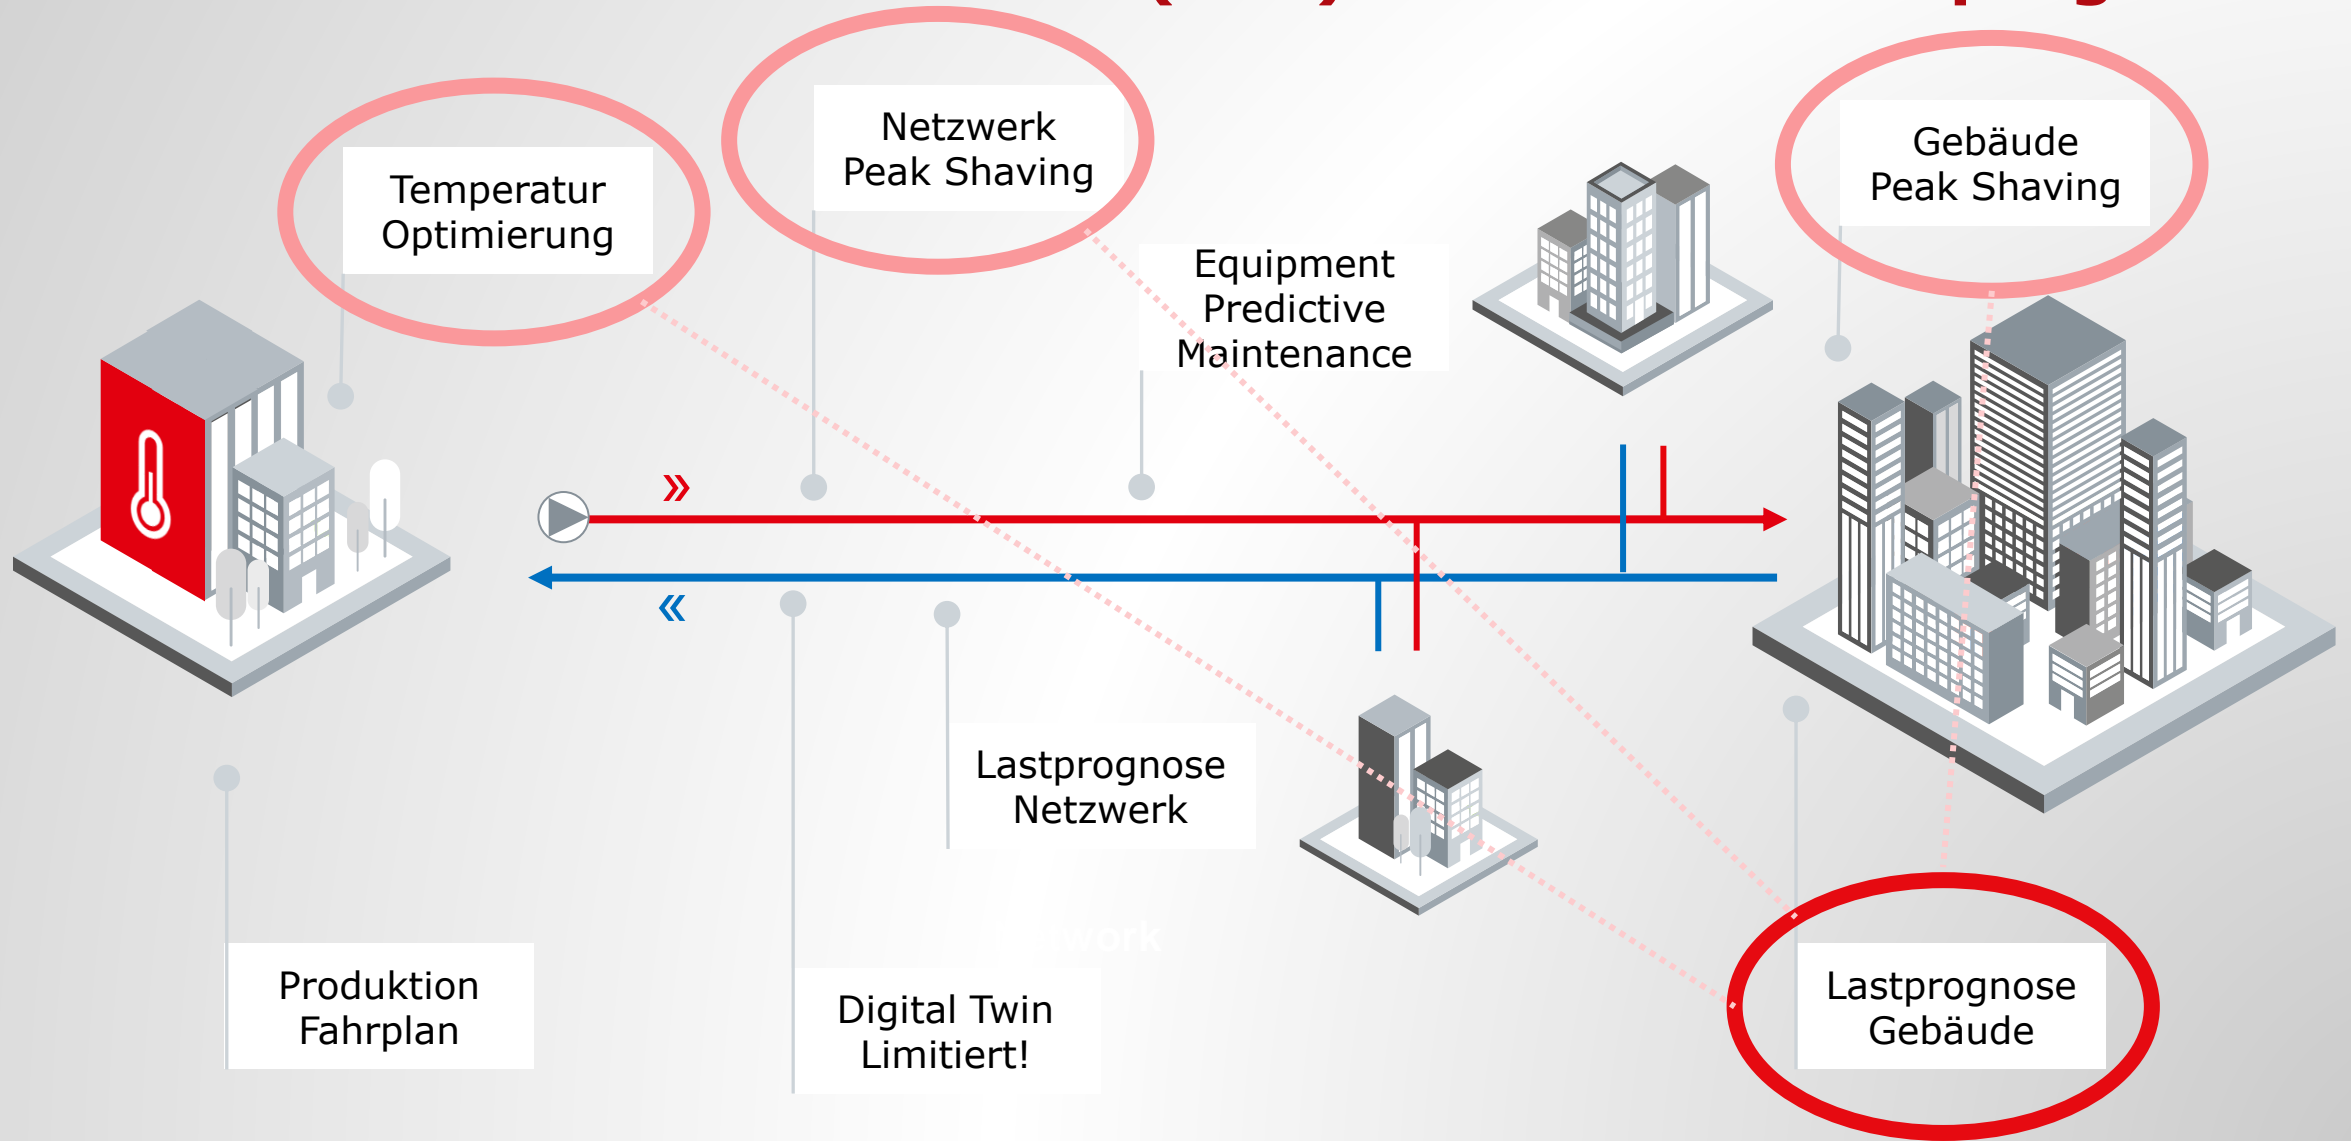 Netzwerk
Peak Shaving
Gebäude
Peak Shaving
Temperatur
Optimierung
Equipment
Predictive
Maintenance
Lastprognose
Netzwerk
work
Produktion
Fahrplan
Digital Twin
Limitiert!
Lastprognose
Gebäude